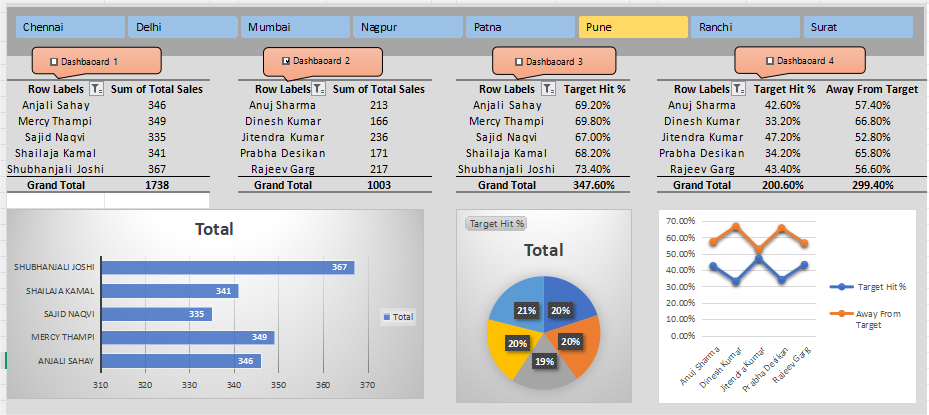 Chennai Delhi Mumbai Nagpur Patna Pune Ranchi Surat
Dashbaoard 1 Dashbaoard 2 Dashbaoard 3 Dashbaoard 4
Row Labels Sum of Total Sales
Anjali Sahay 346
Mercy Thampi 349
Sajid Naqvi 335
Shailaja Kamal 341
Shubhanjali Joshi 367
Grand Total 1738
Row Labels Sum of Total Sales
Anuj Sharma 213
Dinesh Kumar 166
Jitendra Kumar 236
Prabha Desikan 171
Rajeev Garg 217
Grand Total 1003
Row Labels Target Hit %
Anjali Sahay 69.20%
Mercy Thampi 69.80%
Sajid Naqvi 67.00%
Shailaja Kamal 68.20%
Shubhanjali Joshi 73.40%
Grand Total 347.60%
Row Labels Target Hit % Away From Target
Anuj Sharma 42.60% 57.40%
Dinesh Kumar 33.20% 66.80%
Jitendra Kumar 47.20% 52.80%
Prabha Desikan 34.20% 65.80%
Rajeev Garg 43.40% 56.60%
Grand Total 200.60% 299.40%
Total
SHUBHANJALI JOSHI 367
SHAILAJA KAMAL 341
SAJID NAQVI 335
MERCY THAMPI 349
ANJALI SAHAY 346
310 320 330 340 350 360 370
Total
Target Hit %
Total
21% 20%
20% 20%
19%
70.00%
60.00%
50.00%
40.00%
30.00%
20.00%
10.00%
0.00%
Anuj Sharma
Dinesh Kumar
Jitendra Kumar
Prabha Desikan
Rajeev Garg
Target Hit %
Away From
Target